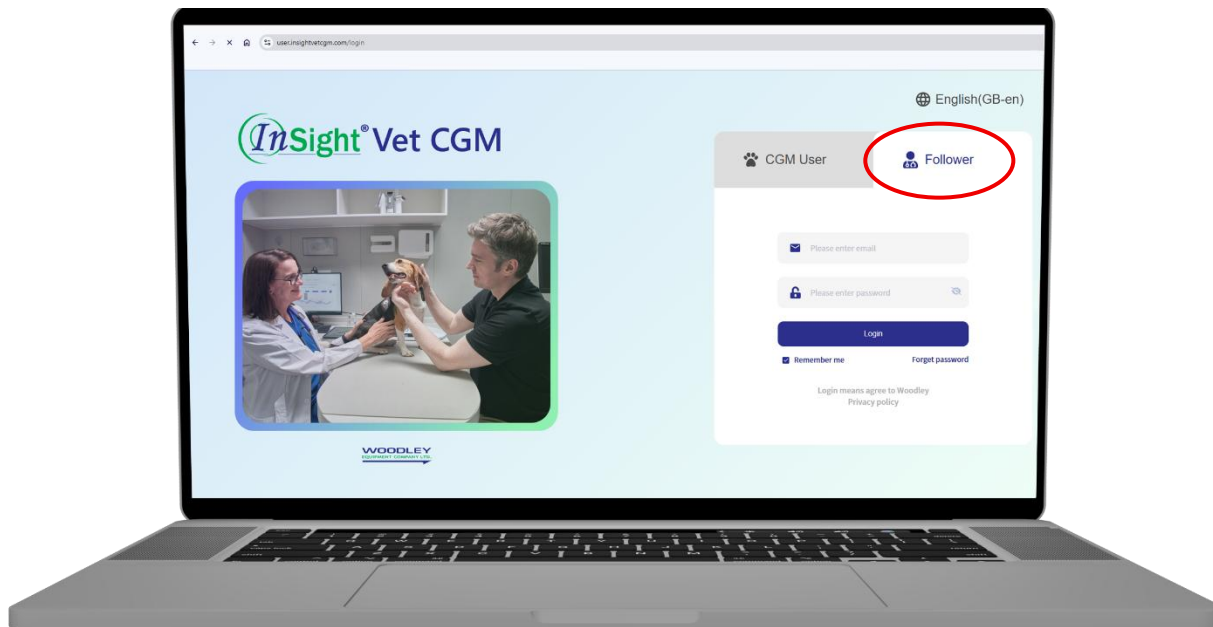 user.insightvetcgm.com/login
English(GB-en)
InSight® Vet CGM
CGM User
Follower
Please enter email
Please enter password
Login
Remember me
Forget password
Login means agree to Woodley
Privacy policy
WOODLEY
EQUIPMENT COMPANY LTD.